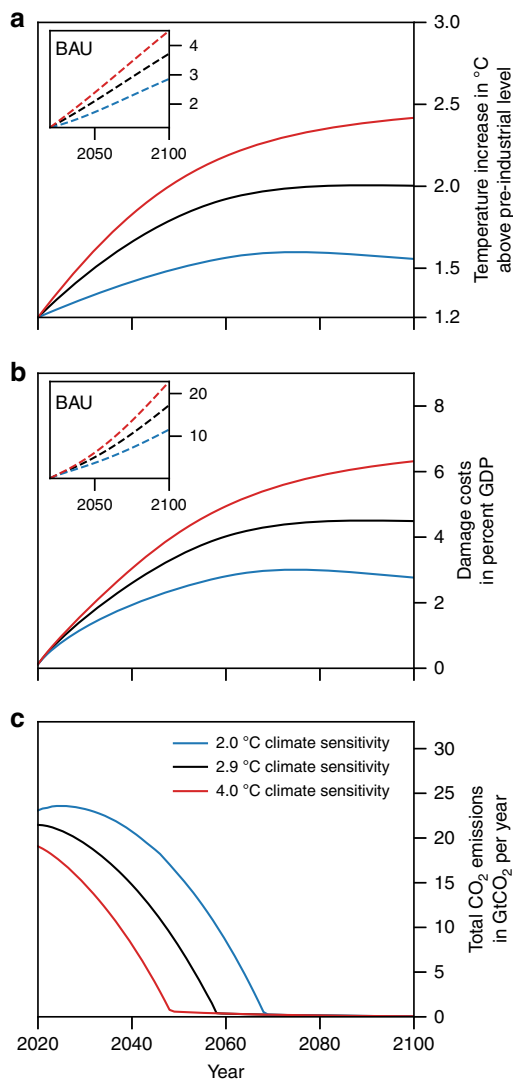 a
BAU
4
3
2
2050
2100
3.0
2.5
2.0
1.5
1.2
Temperature increase in °C
above pre-industrial level
b
BAU
20
10
2050
2100
8
6
4
2
0
Damage costs
in percent GDP
c
2.0 °C climate sensitivity
2.9 °C climate sensitivity
4.0 °C climate sensitivity
30
25
20
15
10
5
0
Total CO₂ emissions
in GtCO₂ per year
2020
2040
2060
2080
2100
Year